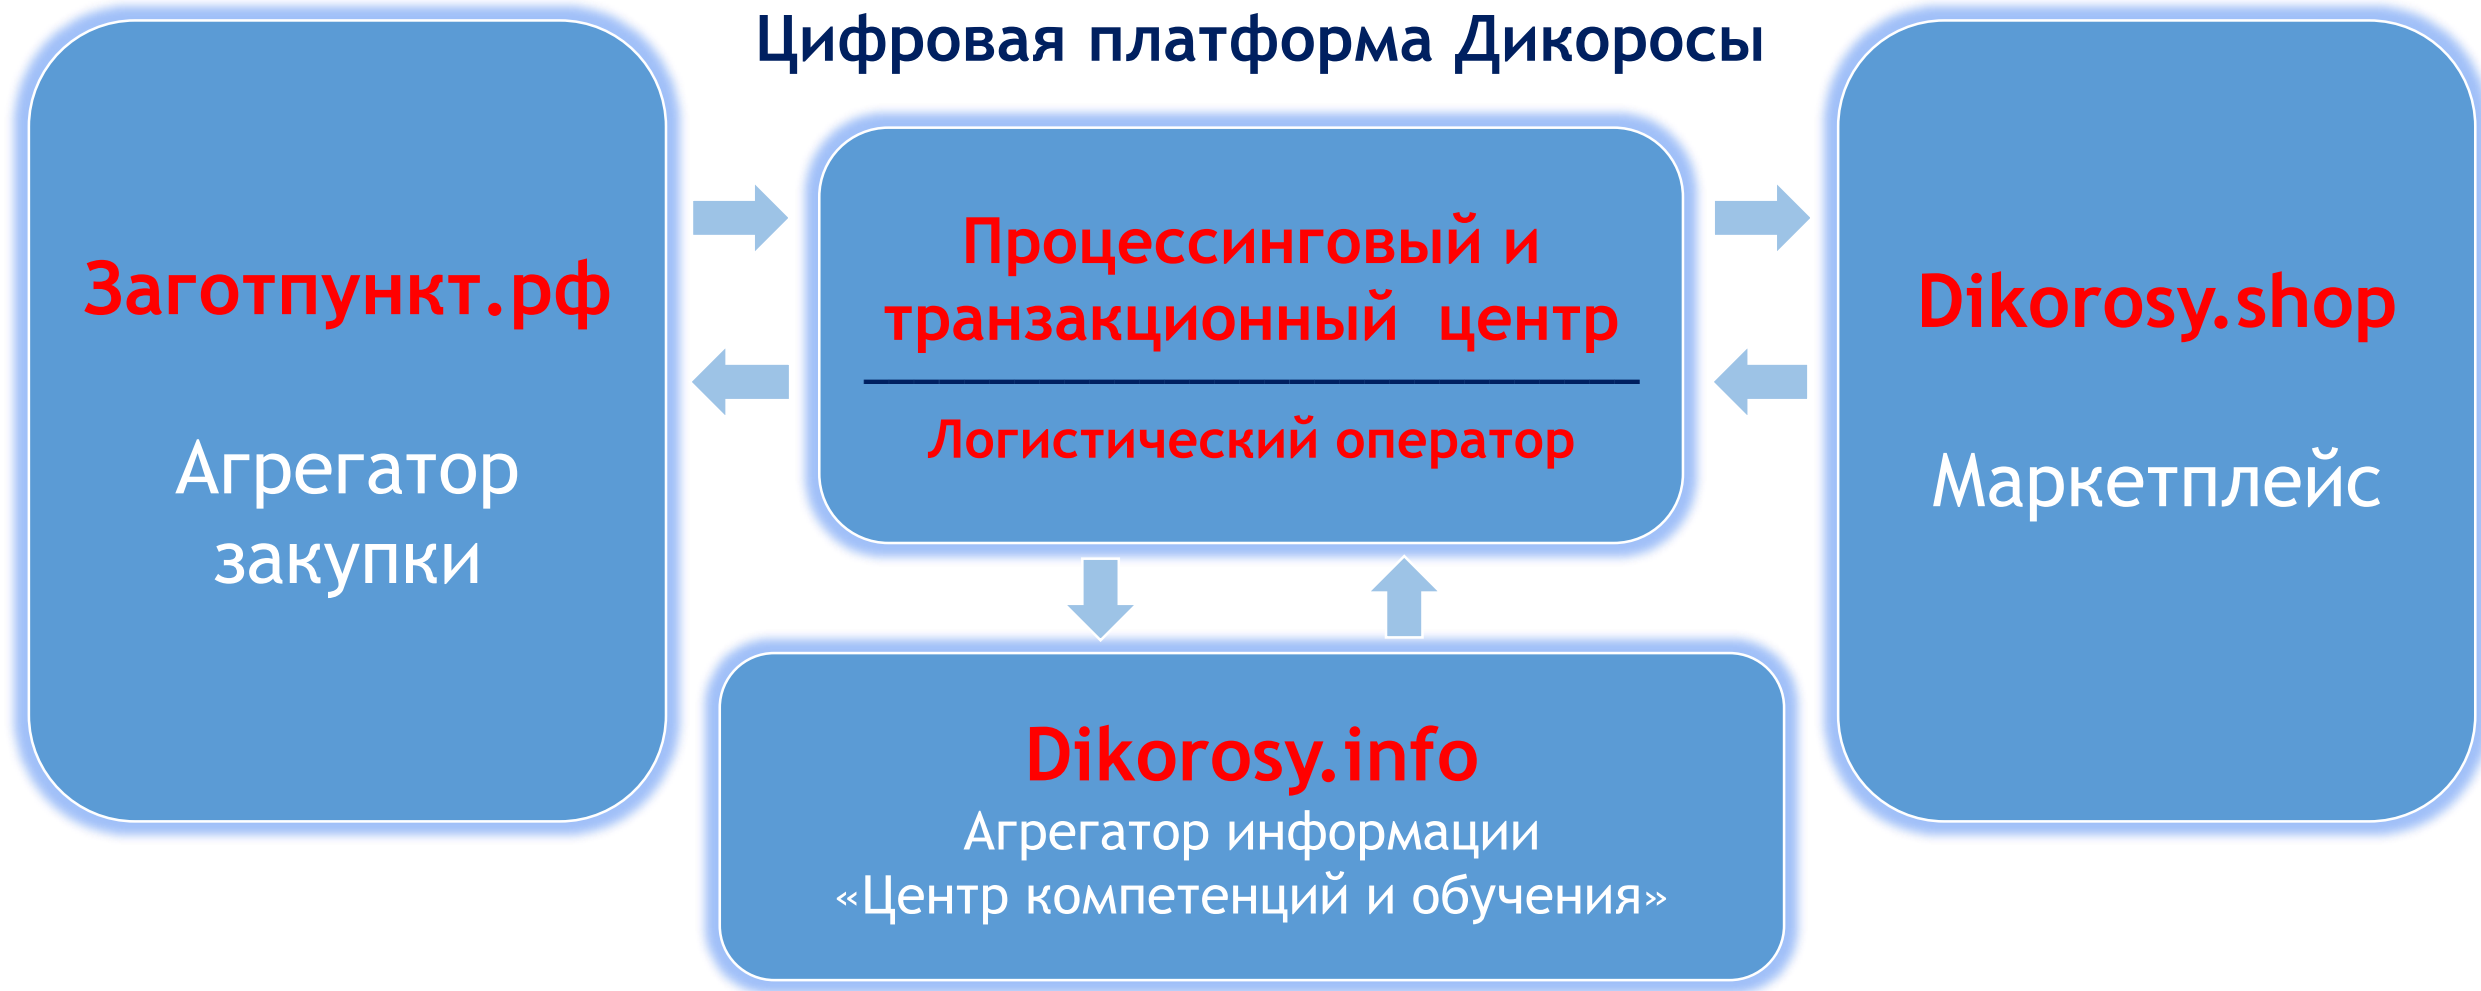 Цифровая платформа Дикоросы
Заготпункт.рф
Агрегатор
закупки
Процессинговый и
транзакционный центр
Логистический оператор
Dikorosy.shop
Маркетплейс
Dikorosy.info
Агрегатор информации
«Центр компетенций и обучения»